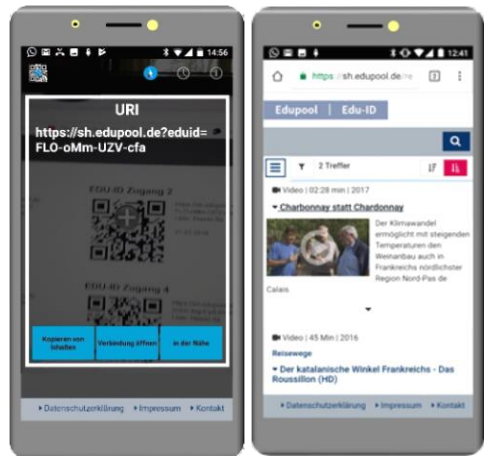 14:56
URI
https://sh.edupool.de?eduid=
FLO-oMm-UZV-cfa
EDU-ID Zugang 2
EDU-ID Zugang 4
Kopieren von
Inhalten
Verbindung öffnen
in der Nähe
Datenschutzerklärung Impressum Kontakt
12:41
https://sh.edupool.de/re
Edupool | Edu-ID
2 Treffer
Video | 02:28 min | 2017
Charbonnay statt Chardonnay
Der Klimawandel
ermöglicht mit steigenden
Temperaturen den
Weinanbau auch in
Frankreichs nördlichster
Region Nord-Pas de
Calais.
Video | 45 Min | 2016
Reisewege
Der katalanische Winkel Frankreichs - Das
Roussillon (HD)
Datenschutzerklärung Impressum Kontakt